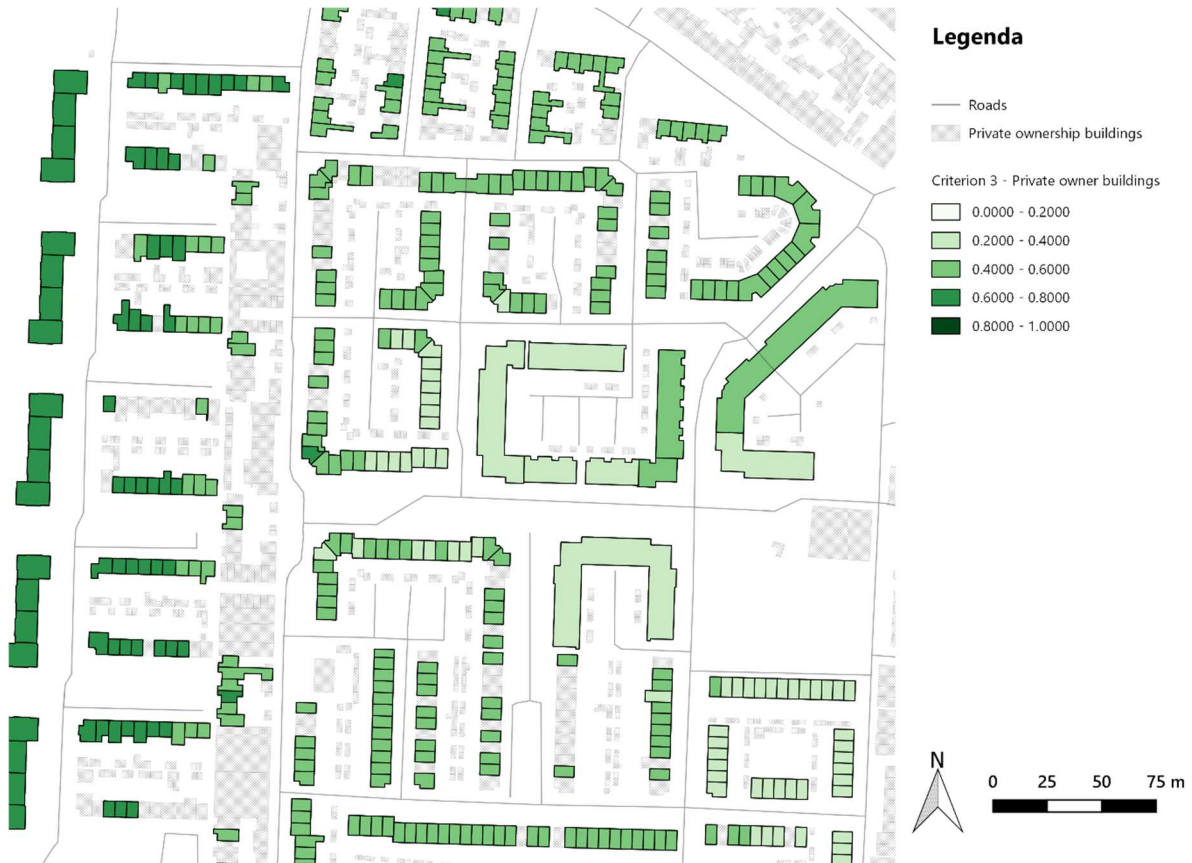 Legenda
Roads
Private ownership buildings
Criterion 3 - Private owner buildings
0.0000 - 0.2000
0.2000 - 0.4000
0.4000 - 0.6000
0.6000 - 0.8000
0.8000 - 1.0000
N
0 25 50 75 m